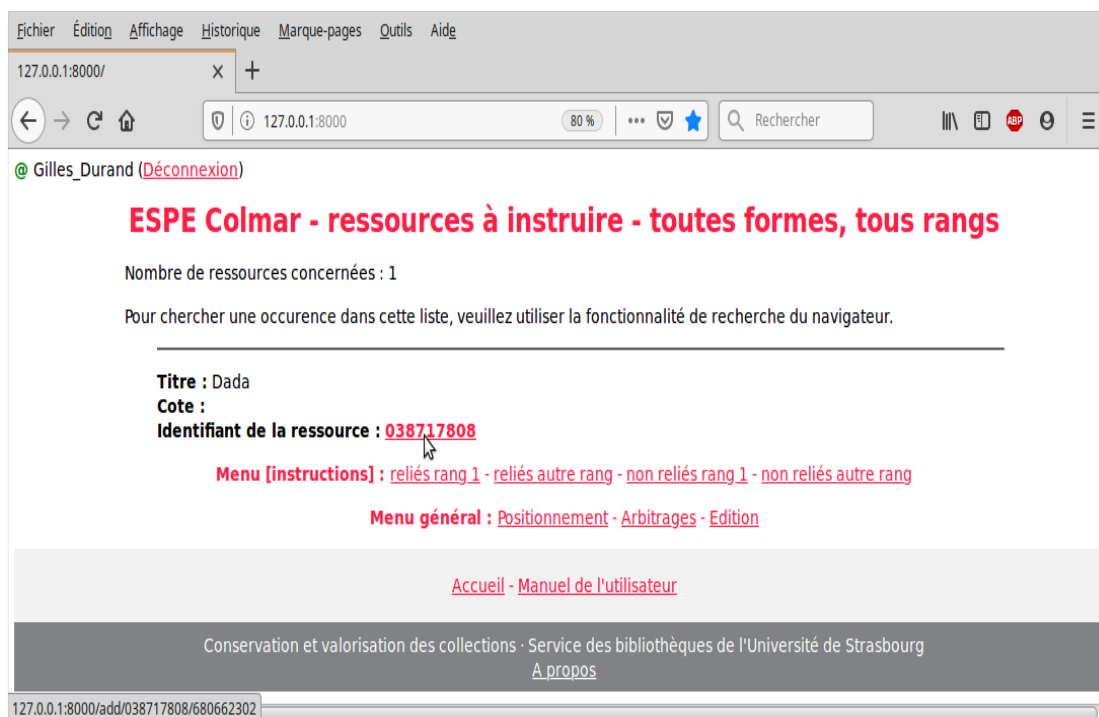 Fichier Édition Affichage Historique Marque-pages Outils Aide
127.0.0.1:8000/
127.0.0.1:8000 80 % Rechercher
ABP
@ Gilles_Durand (Déconnexion)
ESPE Colmar - ressources à instruire - toutes formes, tous rangs
Nombre de ressources concernées : 1
Pour chercher une occurence dans cette liste, veuillez utiliser la fonctionnalité de recherche du navigateur.
Titre : Dada
Cote :
Identifiant de la ressource : 038717808
Menu [instructions] : reliés rang 1 - reliés autre rang - non reliés rang 1 - non reliés autre rang
Menu général : Positionnement - Arbitrages - Edition
Accueil - Manuel de l'utilisateur
Conservation et valorisation des collections · Service des bibliothèques de l'Université de Strasbourg
A propos
127.0.0.1:8000/add/038717808/680662302